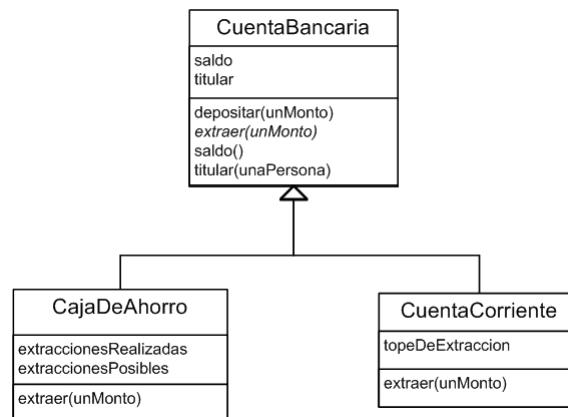 CuentaBancaria
saldo
titular
depositar(unMonto)
extraer(unMonto)
saldo()
titular(unaPersona)
CajaDeAhorro
extraccionesRealizadas
extraccionesPosibles
extraer(unMonto)
CuentaCorriente
topeDeExtraccion
extraer(unMonto)